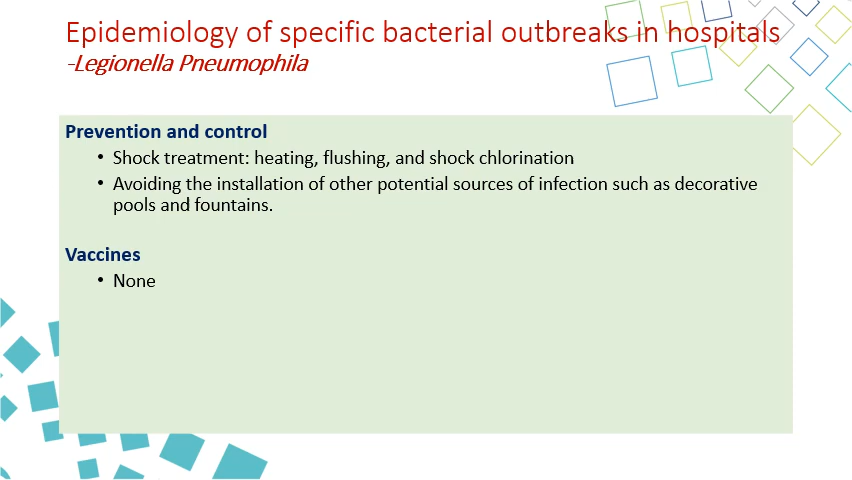 Epidemiology of specific bacterial outbreaks in hospitals
-Legionella Pneumophila
Prevention and control
• Shock treatment: heating, flushing, and shock chlorination
• Avoiding the installation of other potential sources of infection such as decorative
pools and fountains.
Vaccines
• None